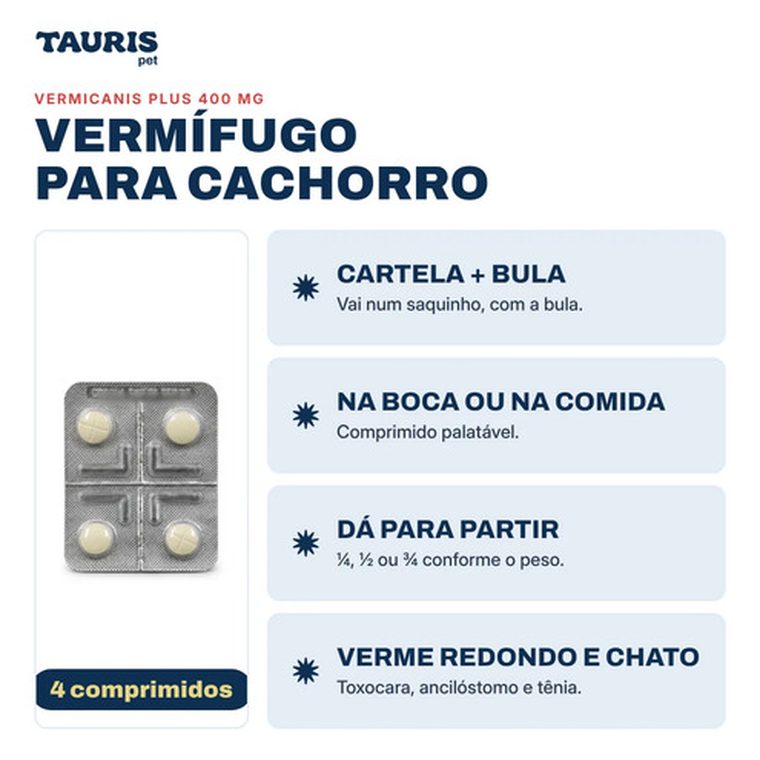 TAURIS
pet
VERMICANIS PLUS 400 MG
VERMÍFUGO
PARA CACHORRO
CARTELA + BULA
Vai num saquinho, com a bula.
NA BOCA OU NA COMIDA
Comprimido palatável.
DÁ PARA PARTIR
¼, ½ ou ¾ conforme o peso.
VERME REDONDO E CHATO
Toxocara, ancilóstomo e tênia.
4 comprimidos